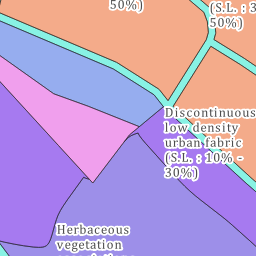 50%)
(S.L. : 3
50%)
Discontinuous
low density
urban fabric
(S.L. : 10% -
30%)
Herbaceous
vegetation